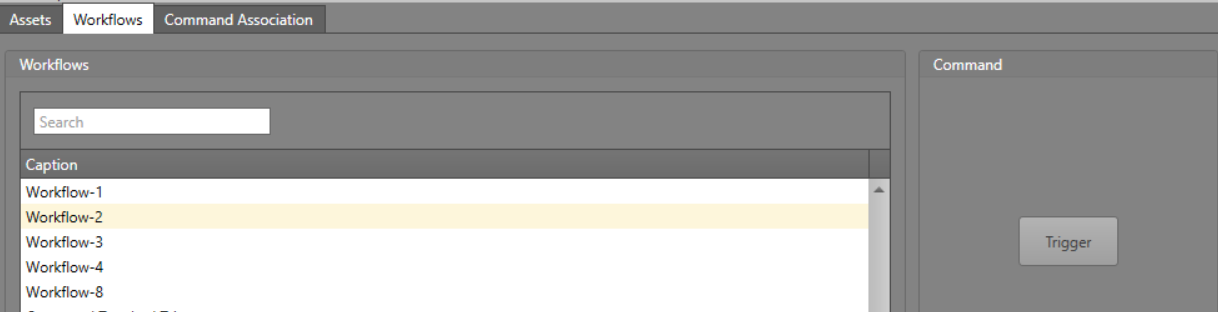 Assets Workflows Command Association
Workflows
Command
Search
Caption
Workflow-1
Workflow-2
Workflow-3
Workflow-4
Workflow-8
Trigger